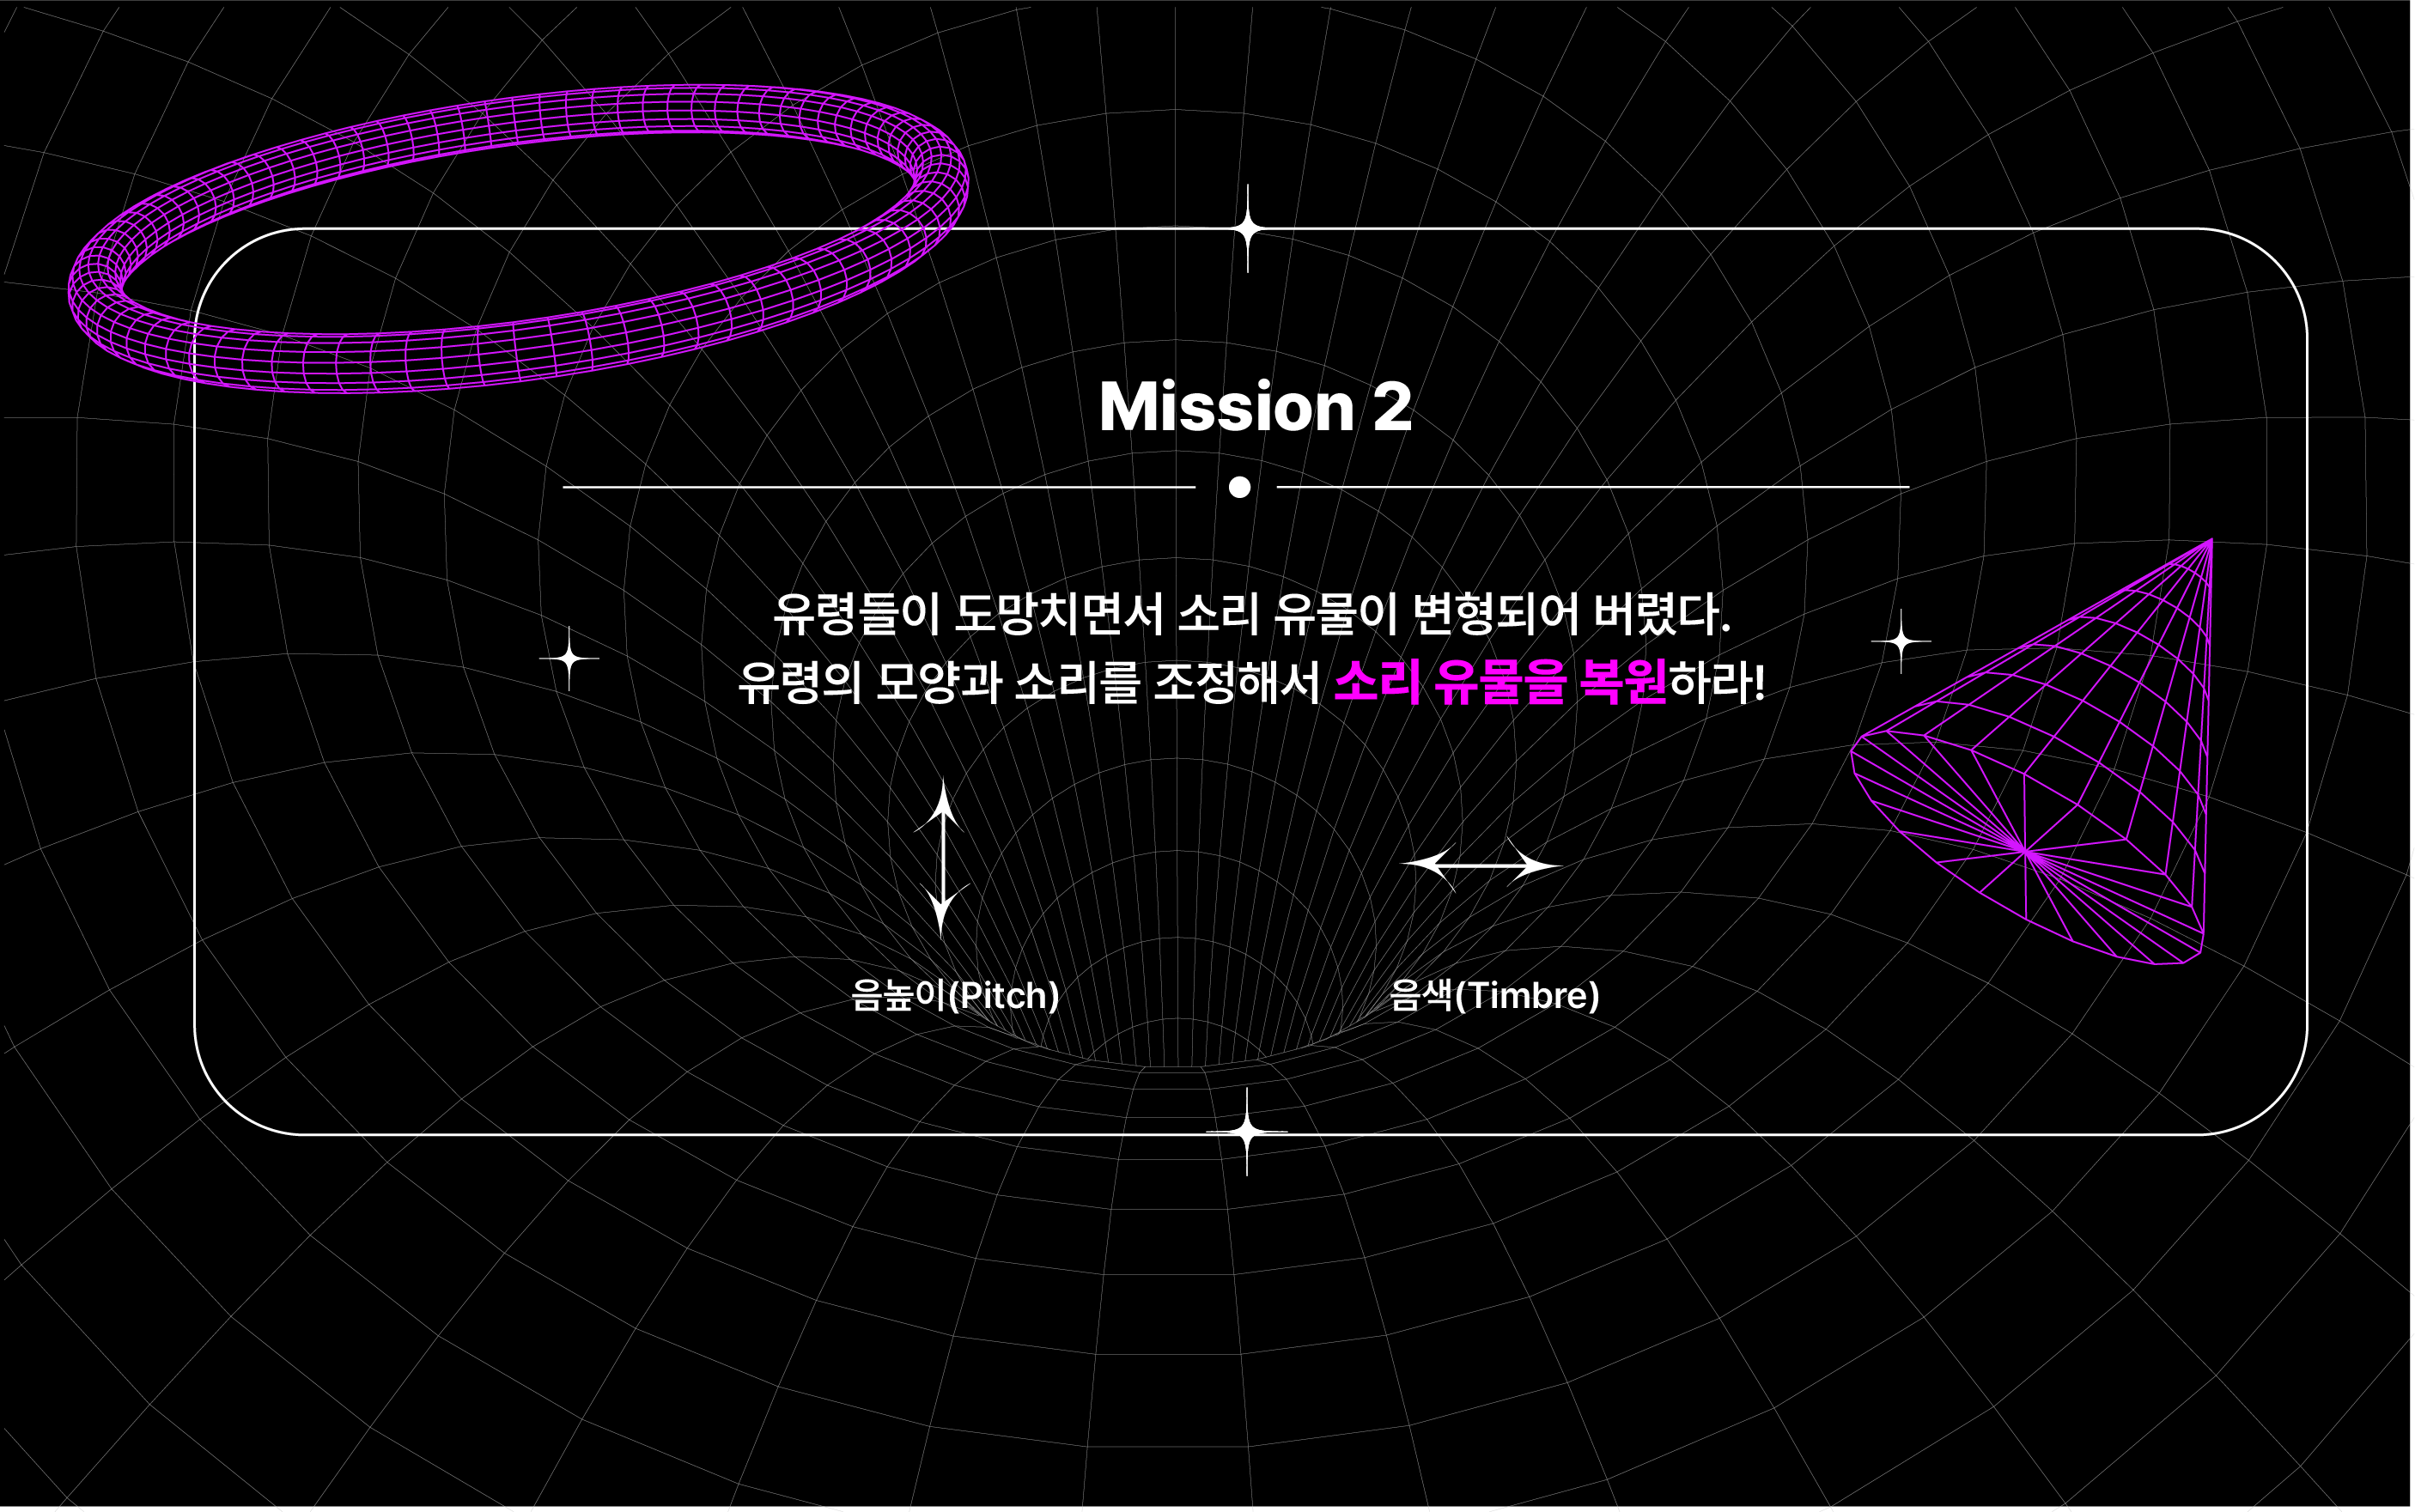 Mission 2
유령들이 도망치면서 소리 유물이 변형되어 버렸다.
유령의 모양과 소리를 조정해서 소리 유물을 복원하라!
음높이(Pitch)
음색(Timbre)